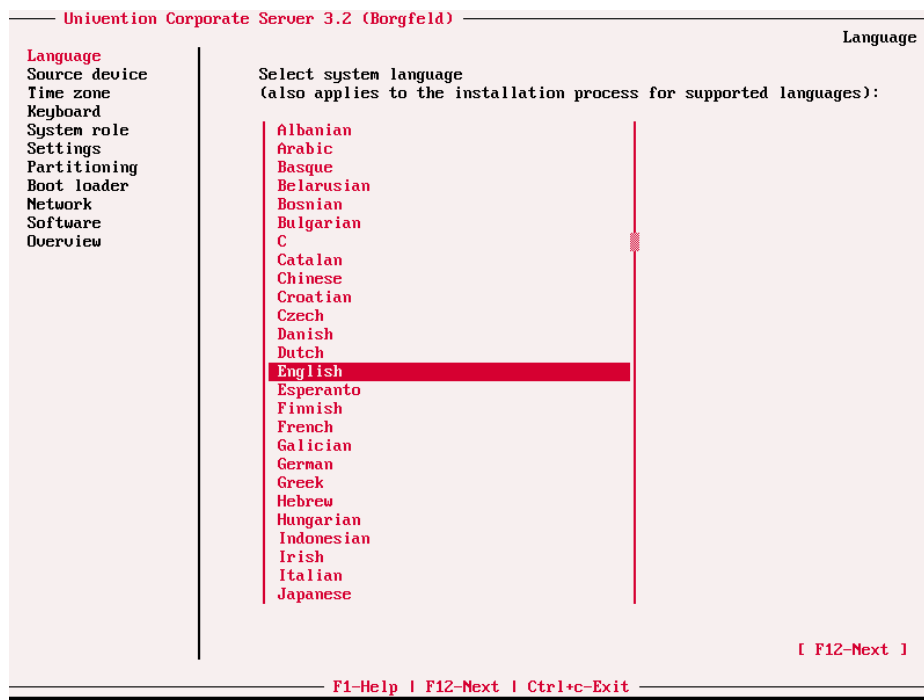 Univention Corporate Server 3.2 (Borgfeld)
Language
Language
Source device
Time zone
Keyboard
System role
Settings
Partitioning
Boot loader
Network
Software
Overview
Select system language
(also applies to the installation process for supported languages):
Albanian
Arabic
Basque
Belarusian
Bosnian
Bulgarian
C
Catalan
Chinese
Croatian
Czech
Danish
Dutch
English
Esperanto
Finnish
French
Galician
German
Greek
Hebrew
Hungarian
Indonesian
Irish
Italian
Japanese
[ F12-Next ]
F1-Help | F12-Next | Ctrl+c-Exit